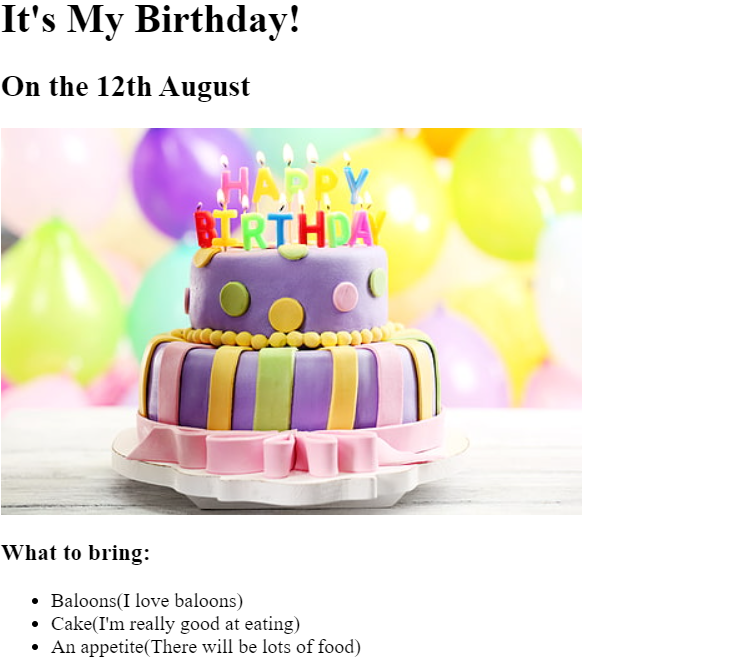 It's My Birthday!
On the 12th August
HAPPY
BIRTHDAY
What to bring:
Baloons(I love baloons)
Cake(I'm really good at eating)
An appetite(There will be lots of food)